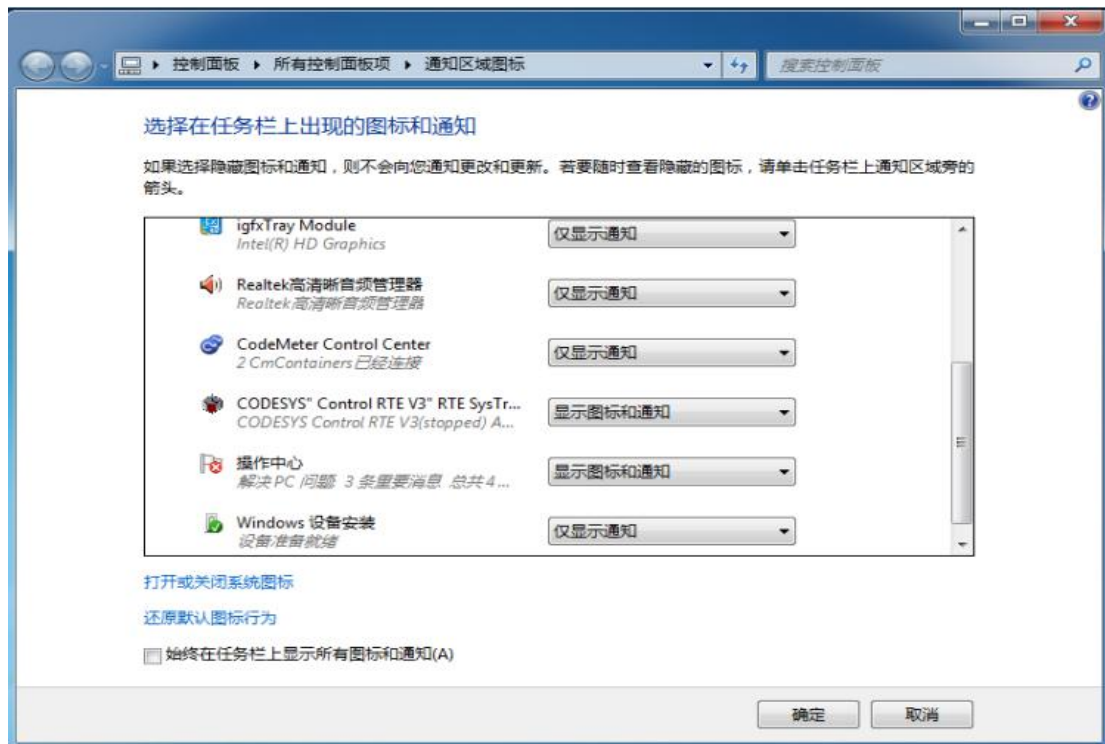 控制面板 ▸ 所有控制面板项 ▸ 通知区域图标
搜索控制面板
选择在任务栏上出现的图标和通知
如果选择隐藏图标和通知，则不会向您通知更改和更新。若要随时查看隐藏的图标，请单击任务栏上通知区域旁的
箭头。
igfxTray Module
仅显示通知
Intel(R) HD Graphics
Realtek高清晰音频管理器
仅显示通知
Realtek高清晰音频管理器
CodeMeter Control Center
仅显示通知
2 CmContainers已经连接
CODESYS" Control RTE V3" RTE SysTr...
显示图标和通知
CODESYS Control RTE V3(stopped) A...
操作中心
显示图标和通知
解决 PC 问题 3 条重要消息 总共 4 ...
Windows 设备安装
仅显示通知
设备准备就绪
打开或关闭系统图标
还原默认图标行为
始终在任务栏上显示所有图标和通知(A)
确定
取消